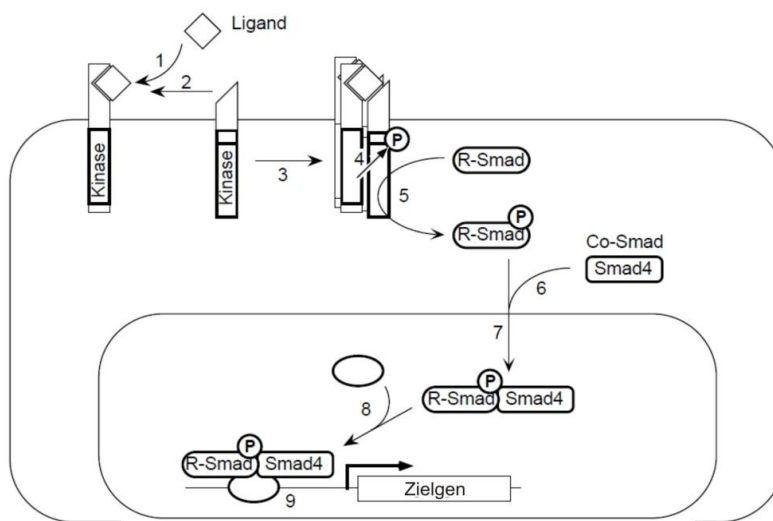 Ligand
1
2
Kinase
Kinase
3
4
P
5
R-Smad
P
R-Smad
Co-Smad
Smad4
6
7
P
R-Smad Smad4
8
P
R-Smad Smad4
9
Zielgen